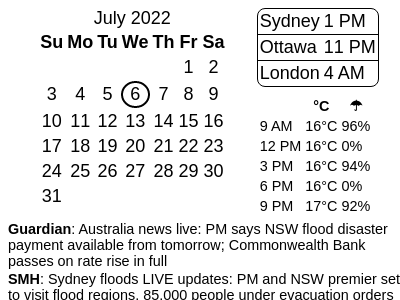 July 2022
Su Mo Tu We Th Fr Sa
1 2
3 4 5 6 7 8 9
10 11 12 13 14 15 16
17 18 19 20 21 22 23
24 25 26 27 28 29 30
31
Sydney 1 PM
Ottawa 11 PM
London 4 AM
°C ☂
9 AM 16°C 96%
12 PM 16°C 0%
3 PM 16°C 94%
6 PM 16°C 0%
9 PM 17°C 92%
Guardian: Australia news live: PM says NSW flood disaster
payment available from tomorrow; Commonwealth Bank
passes on rate rise in full
SMH: Sydney floods LIVE updates: PM and NSW premier set
to visit flood regions, 85,000 people under evacuation orders